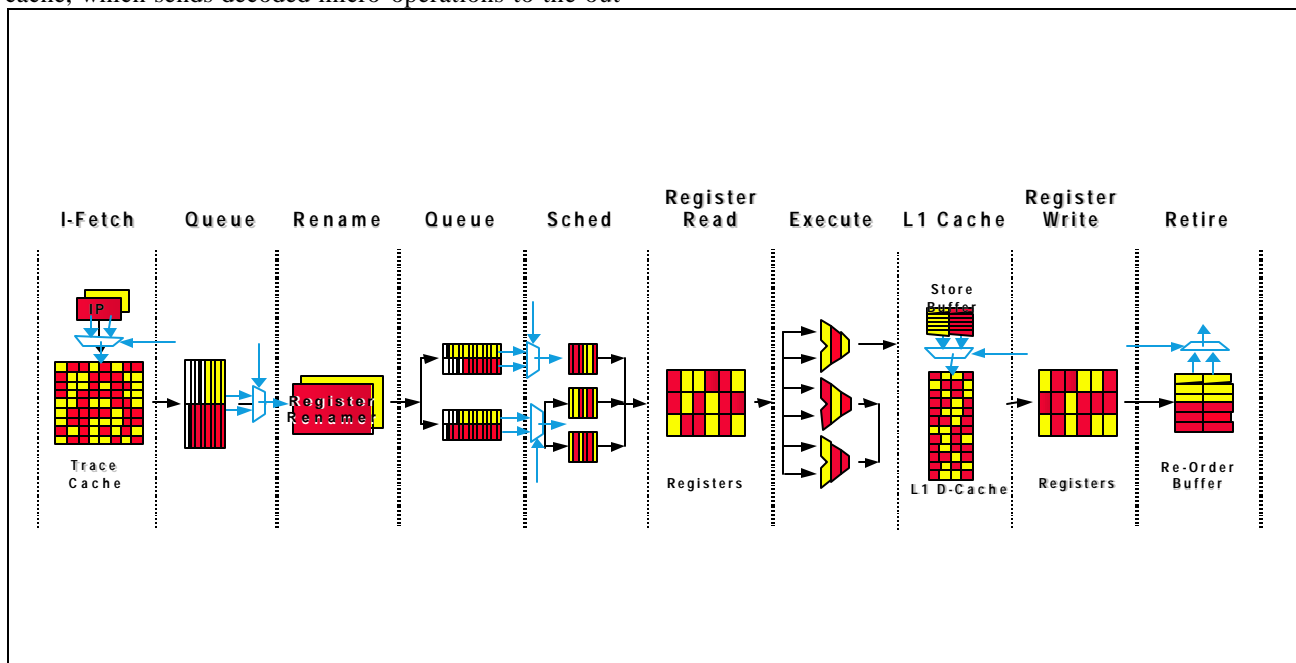 cache, which sends decoded micro-operations to the out-
I-Fetch
Queue
Rename
Queue
Sched
Register
Read
Execute
L1 Cache
Register
Write
Retire
IP
Trace
Cache
Register
Renamer
Registers
Store
Buffer
L1 D-Cache
Registers
Re-Order
Buffer